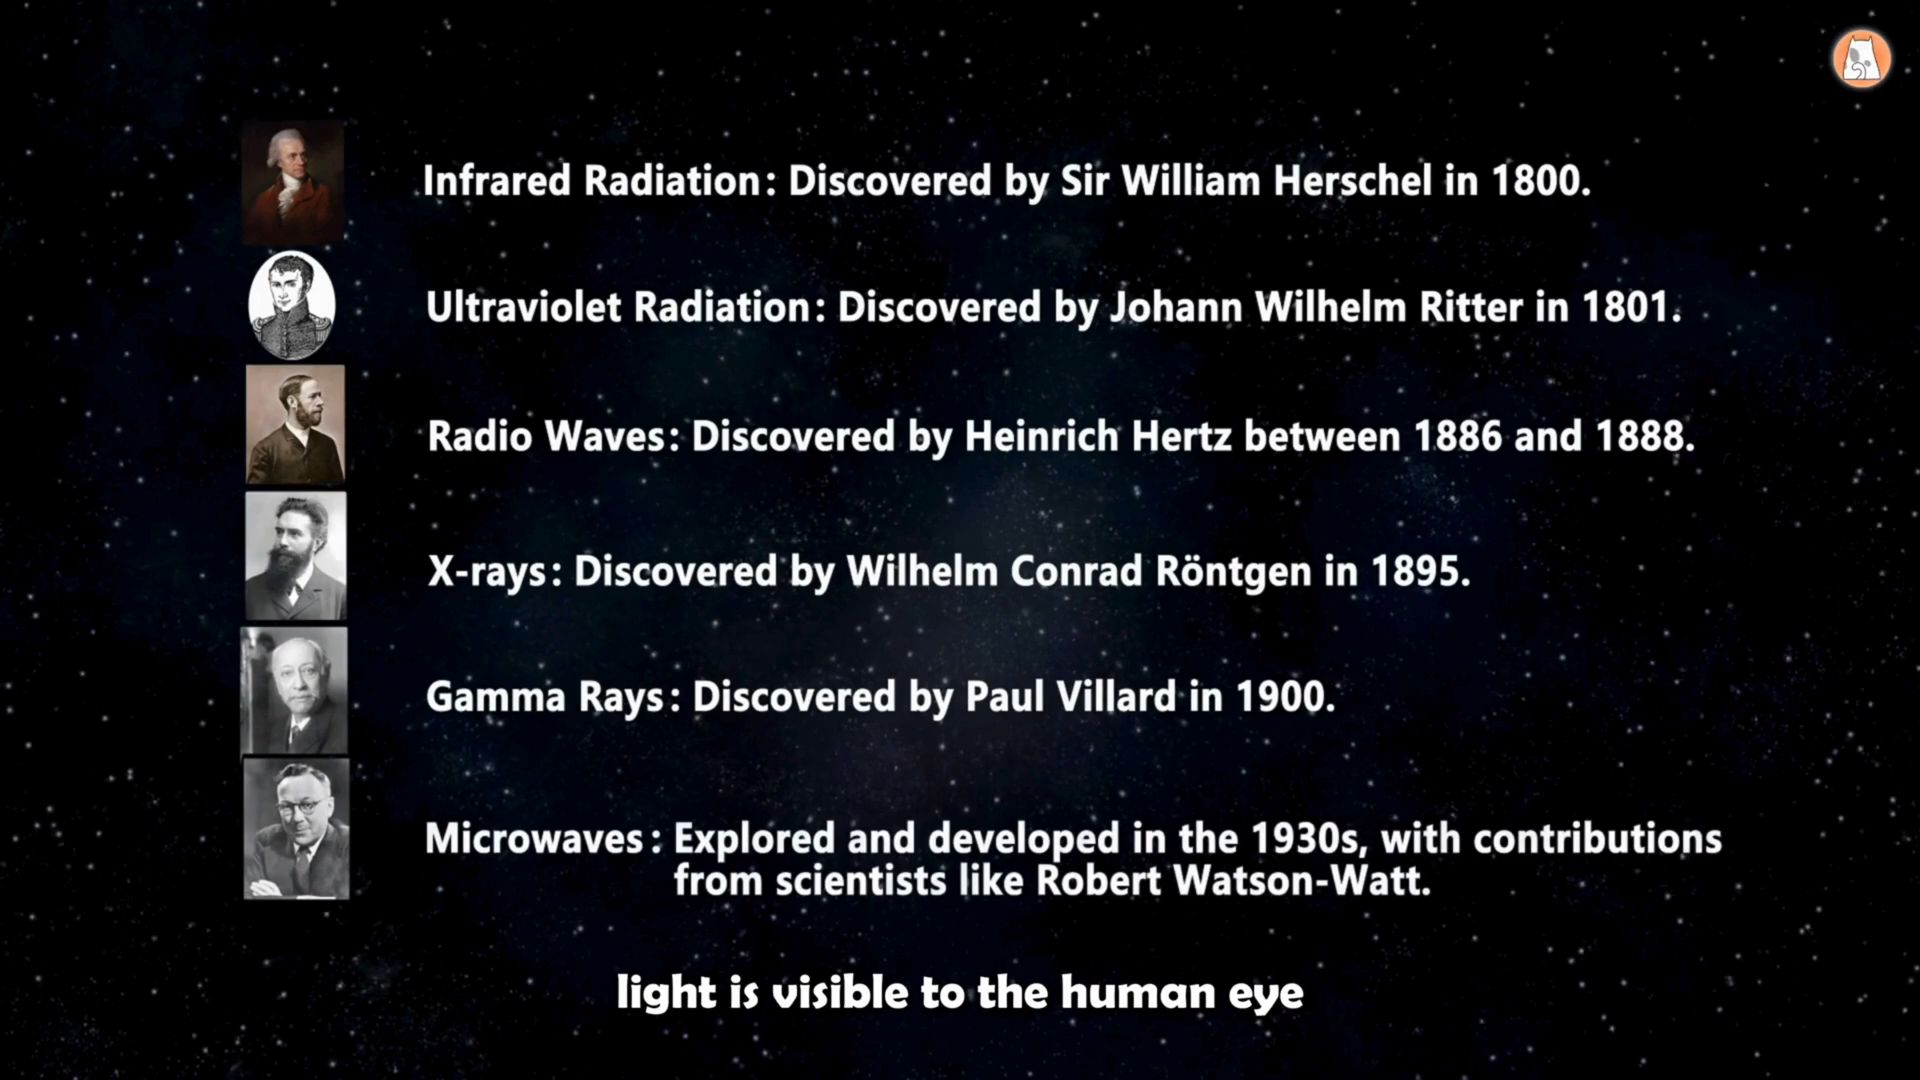 Infrared Radiation: Discovered by Sir William Herschel in 1800.
Ultraviolet Radiation: Discovered by Johann Wilhelm Ritter in 1801.
Radio Waves: Discovered by Heinrich Hertz between 1886 and 1888.
X-rays: Discovered by Wilhelm Conrad Röntgen in 1895.
Gamma Rays: Discovered by Paul Villard in 1900.
Microwaves: Explored and developed in the 1930s, with contributions
from scientists like Robert Watson-Watt.
light is visible to the human eye